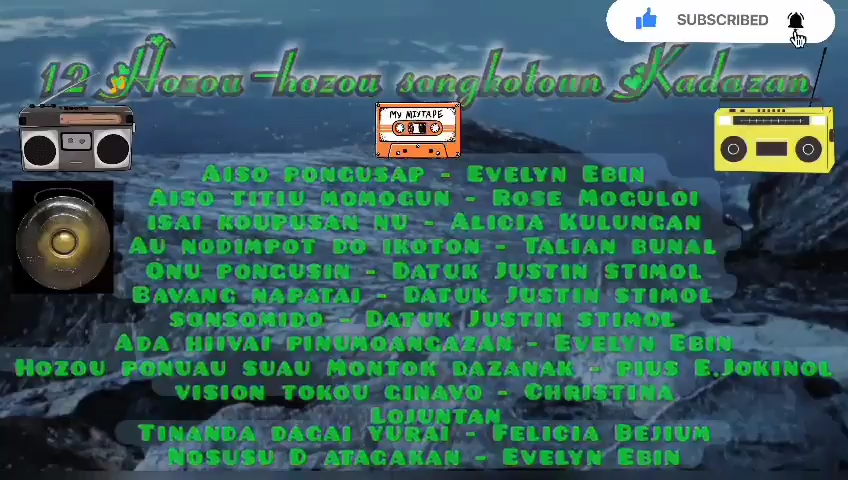 SUBSCRIBED
12 Hozou-hozou songkotoun Kadazan
MY MIXTAPE
AISO PONGUSAP - EVELYN EBIN
AISO TITIU MOMOGUN - ROSE MOGULOI
ISAI KOUPUSAN NU - ALICIA KULUNGAN
AU NODIMPOT DO IKOTON - TALIAN BUNAL
ONU PONGUSIN - DATUK JUSTIN STIMOL
BAVANG NAPATAI - DATUK JUSTIN STIMOL
SONSOMIDO - DATUK JUSTIN STIMOL
ADA HIIVAI PINUMOANGAZAN - EVELYN EBIN
HOZOU PONUAU SUAU MONTOK DAZANAK - PIUS E.JOKINOL
VISION TOKOU GINAVO - CHRISTINA
LOJUNTAN
TINANDA DAGAI YURAI - FELICIA BEJIUM
NOSUSU D ATAGAKAN - EVELYN EBIN